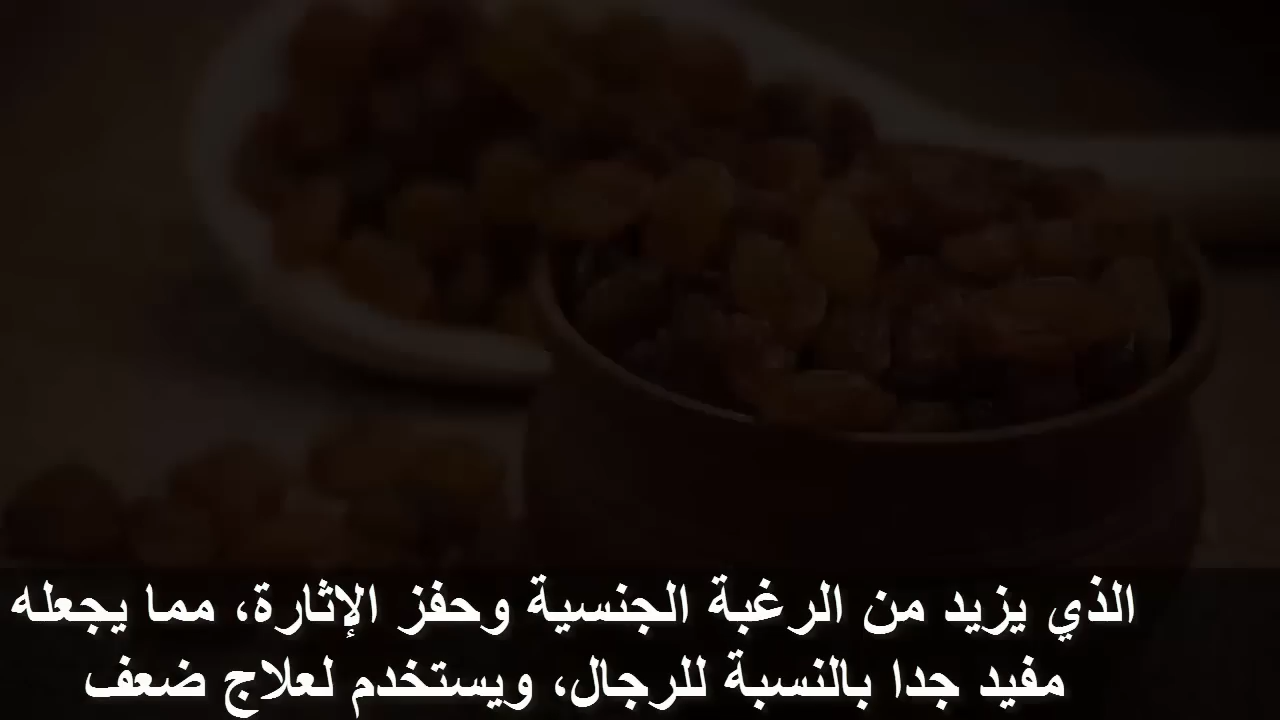 الذي يزيد من الرغبة الجنسية وحفز الإثارة، مما يجعله
مفيد جدا بالنسبة للرجال، ويستخدم لعلاج ضعف